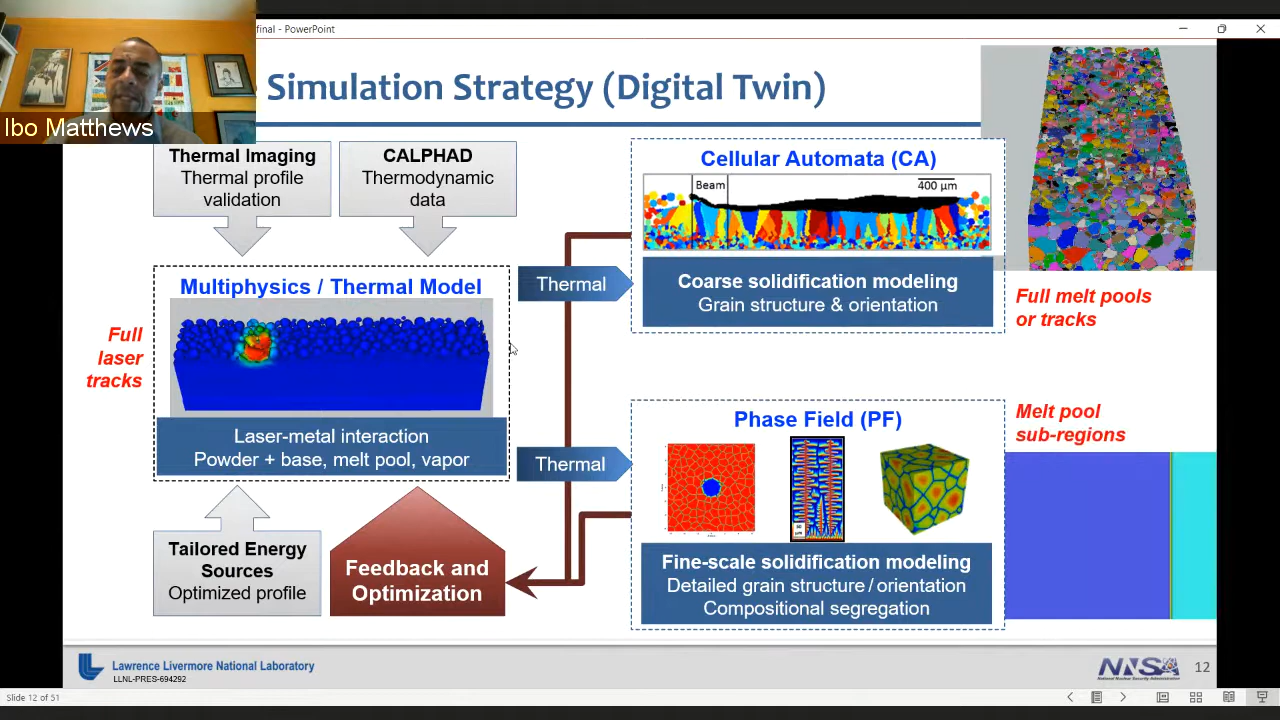 final - PowerPoint
Ibo Matthews
Simulation Strategy (Digital Twin)
Thermal Imaging
Thermal profile
validation
CALPHAD
Thermodynamic
data
Multiphysics / Thermal Model
Full
laser
tracks
Laser-metal interaction
Powder + base, melt pool, vapor
Tailored Energy
Sources
Optimized profile
Feedback and
Optimization
Thermal
Thermal
Cellular Automata (CA)
Beam
400 µm
Coarse solidification modeling
Grain structure & orientation
Full melt pools
or tracks
Phase Field (PF)
Fine-scale solidification modeling
Detailed grain structure / orientation
Compositional segregation
Melt pool
sub-regions
Lawrence Livermore National Laboratory
LLNL-PRES-694292
NNSA
National Nuclear Security Administration
12
Slide 12 of 51